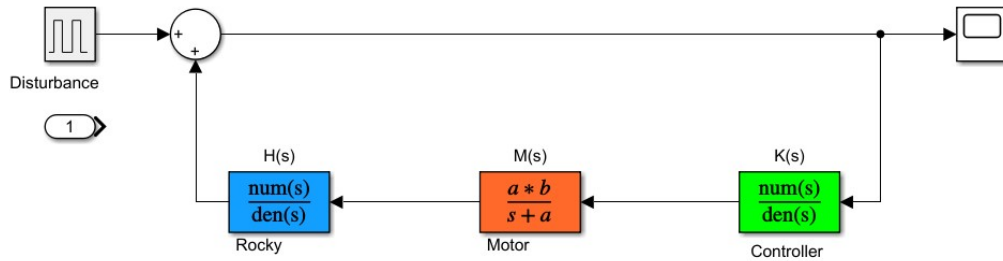 +
+
Disturbance
1
H(s)
M(s)
K(s)
num(s)
den(s)
a * b
s + a
num(s)
den(s)
Rocky
Motor
Controller